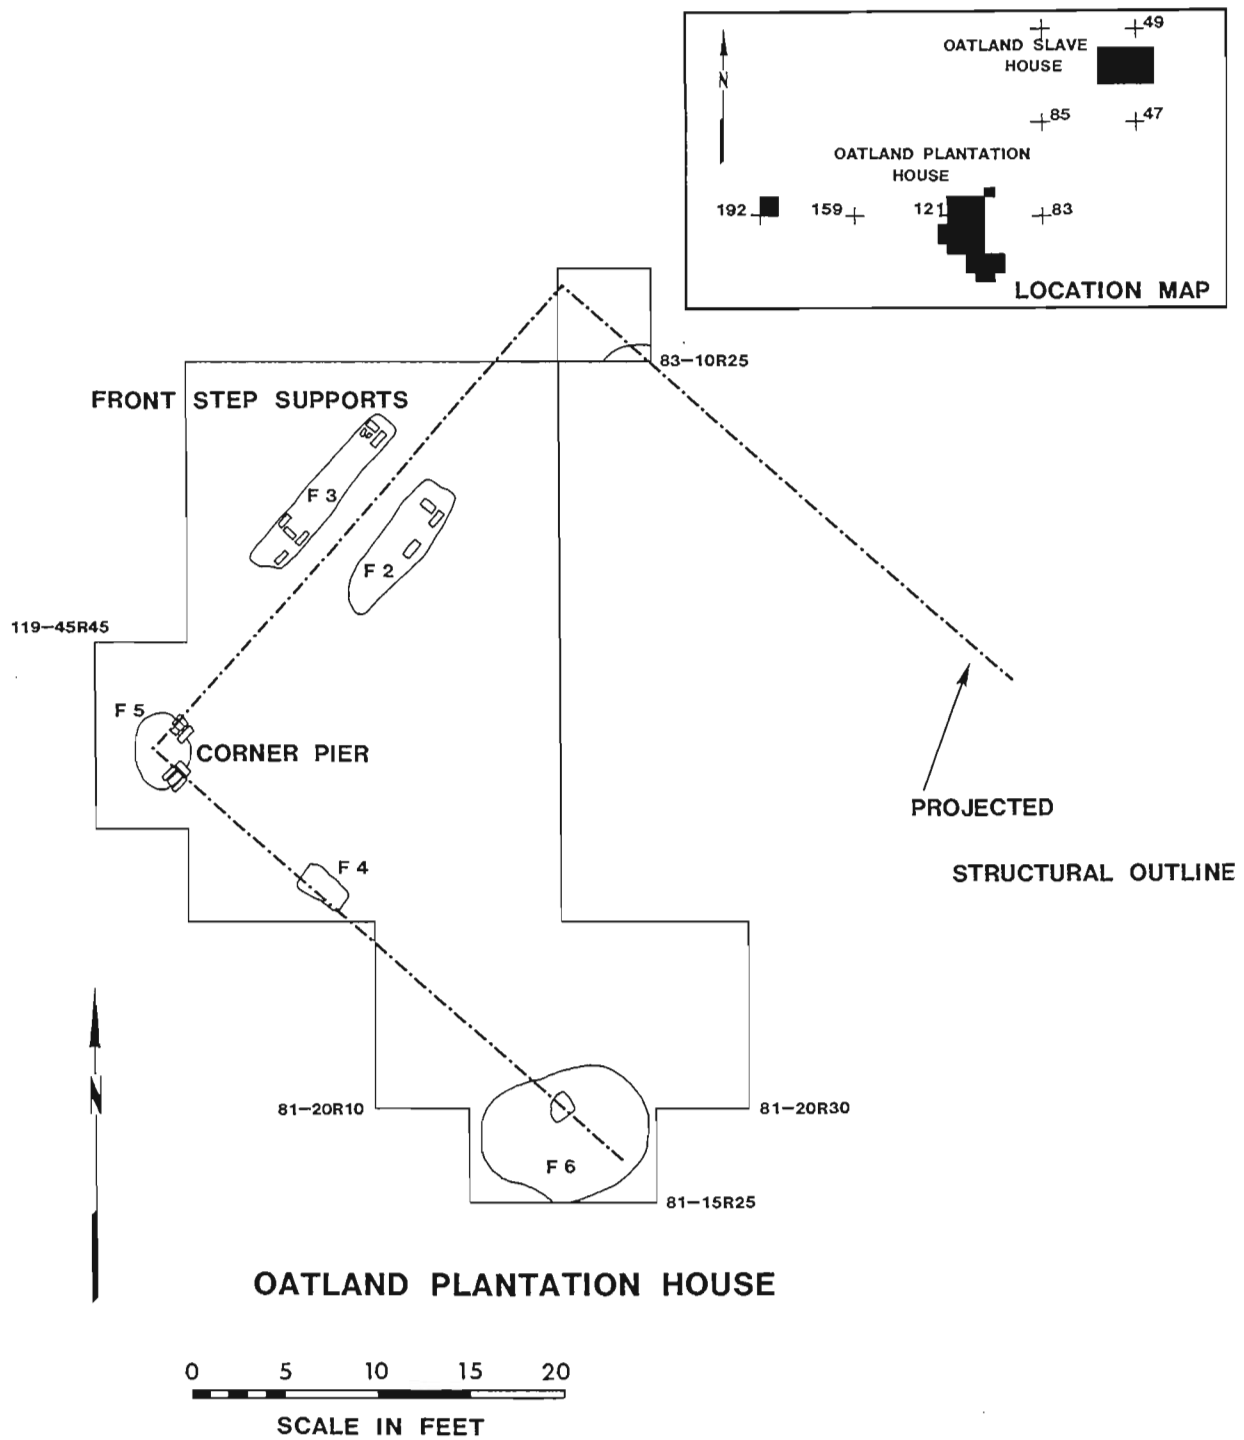 49
OATLAND SLAVE
HOUSE
N
85
47
OATLAND PLANTATION
HOUSE
192
159
121
83
LOCATION MAP
83-10R25
FRONT STEP SUPPORTS
F 3
F 2
119-45R45
F 5
CORNER PIER
PROJECTED
F 4
STRUCTURAL OUTLINE
N
81-20R10
81-20R30
F 6
81-15R25
OATLAND PLANTATION HOUSE
0 5 10 15 20
SCALE IN FEET